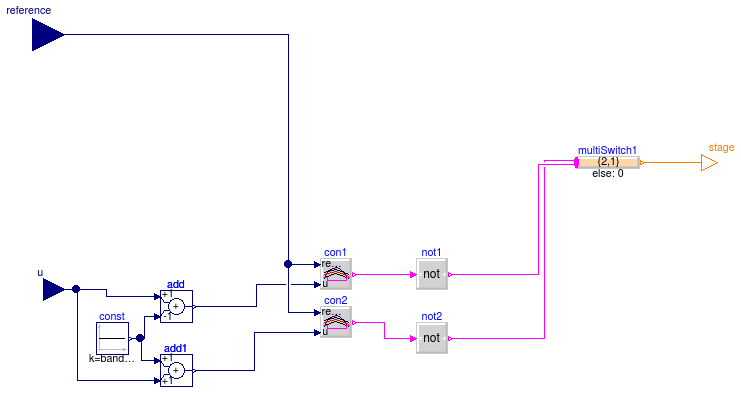 reference
stage
multiSwitch1
{2,1}
else: 0
con1
not1
re...
u
not
u
add
+1
+
-1
const
k=band...
con2
not2
re...
u
not
add1
+1
+
+1